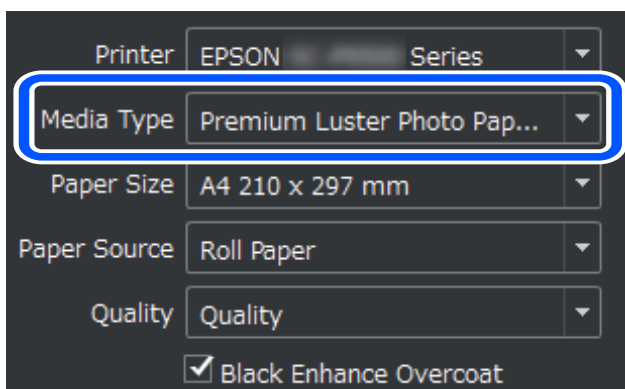 Printer EPSON Series
Media Type Premium Luster Photo Pap...
Paper Size A4 210 x 297 mm
Paper Source Roll Paper
Quality Quality
Black Enhance Overcoat